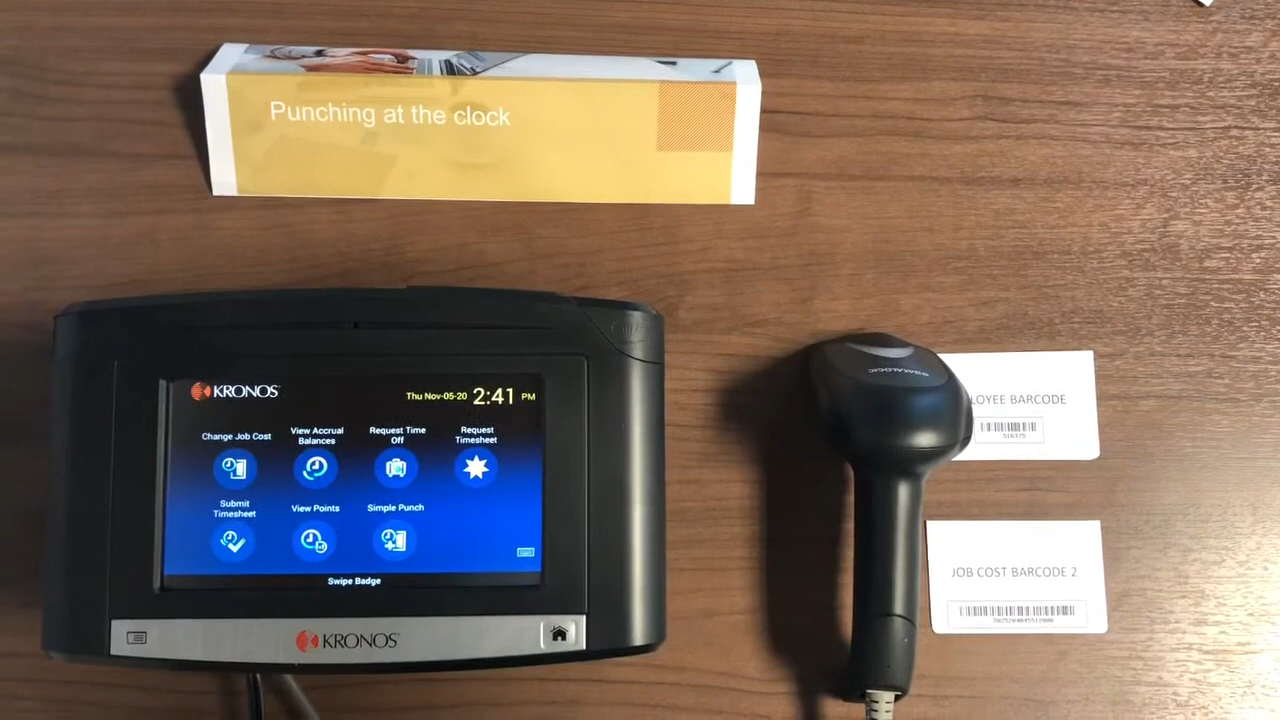 Punching at the clock
KRONOS
Thu Nov-05-20 2:41 PM
Change Job Cost
View Accrual
Balances
Request Time
Off
Request
Timesheet
Submit
Timesheet
View Points
Simple Punch
Swipe Badge
KRONOS
DATALOGIC
LOYEE BARCODE
516375
JOB COST BARCODE 2